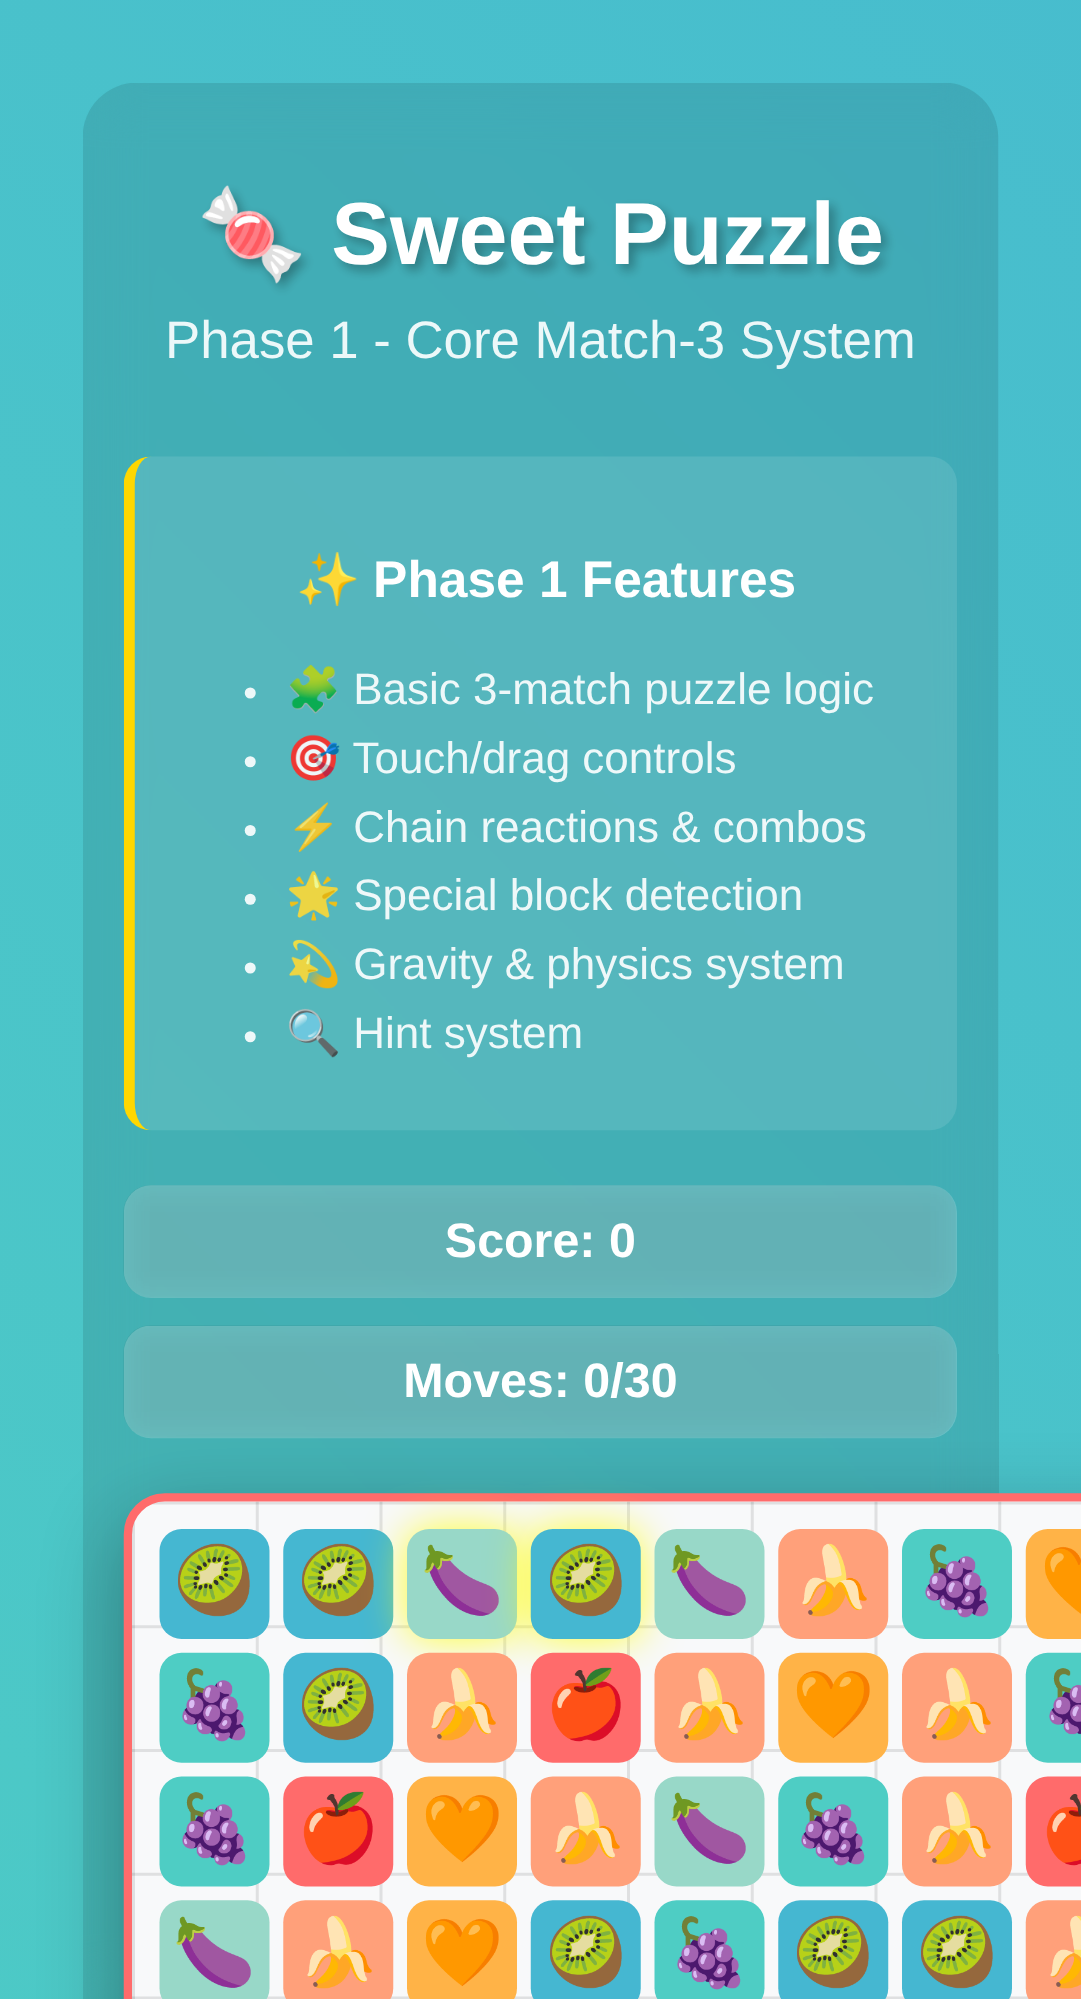 🍬 Sweet Puzzle
Phase 1 - Core Match-3 System
✨ Phase 1 Features
• 🧩 Basic 3-match puzzle logic
• 🎯 Touch/drag controls
• ⚡ Chain reactions & combos
• 🌟 Special block detection
• 💫 Gravity & physics system
• 🔍 Hint system
Score: 0
Moves: 0/30